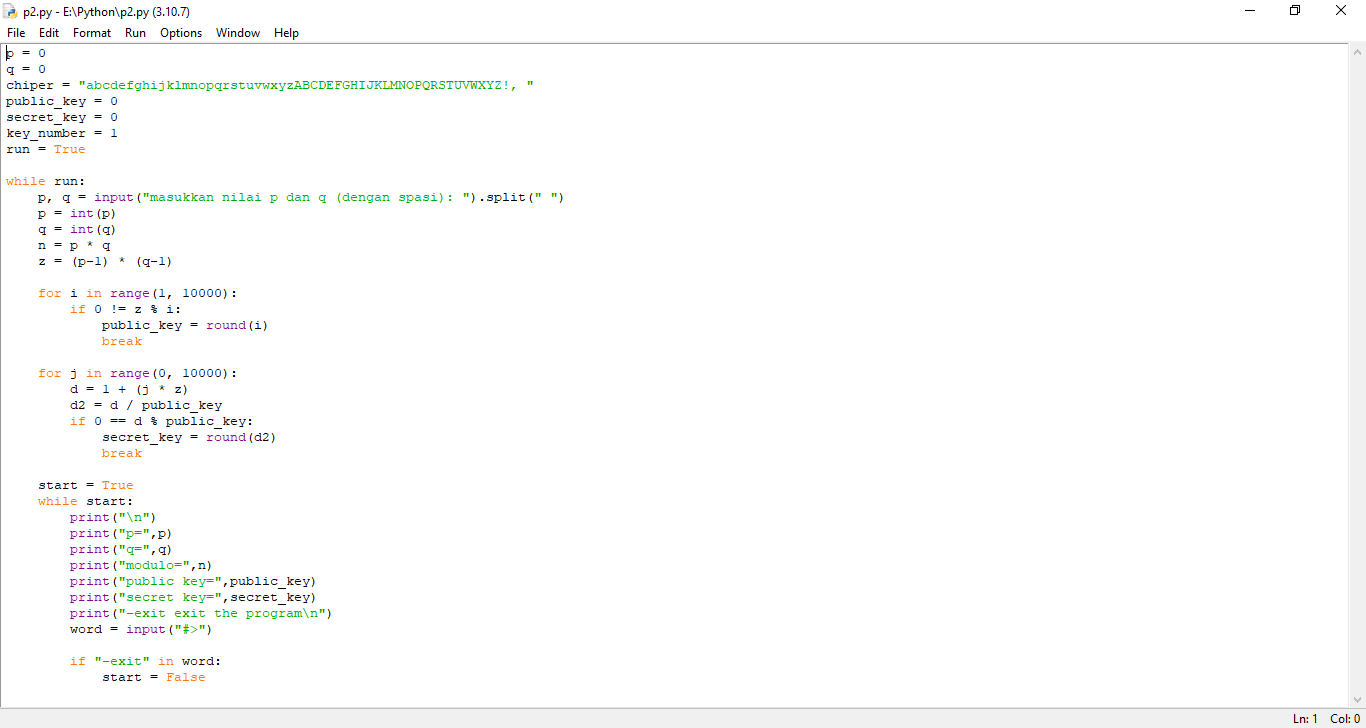 p2.py - E:\Python\p2.py (3.10.7)
File Edit Format Run Options Window Help
p = 0
q = 0
chiper = "abcdefghijklmnopqrstuvwxyzABCDEFGHIJKLMNOPQRSTUVWXYZ!, "
public_key = 0
secret_key = 0
key_number = 1
run = True
while run:
    p, q = input("masukkan nilai p dan q (dengan spasi): ").split(" ")
    p = int(p)
    q = int(q)
    n = p * q
    z = (p-1) * (q-1)
    for i in range(1, 10000):
        if 0 != z % i:
            public_key = round(i)
            break
    for j in range(0, 10000):
        d = 1 + (j * z)
        d2 = d / public_key
        if 0 == d % public_key:
            secret_key = round(d2)
            break
    start = True
    while start:
        print("\n")
        print("p=",p)
        print("q=",q)
        print("modulo=",n)
        print("public key=",public_key)
        print("secret key=",secret_key)
        print("-exit exit the program\n")
        word = input("#>")
        if "-exit" in word:
            start = False
Ln: 1 Col: 0